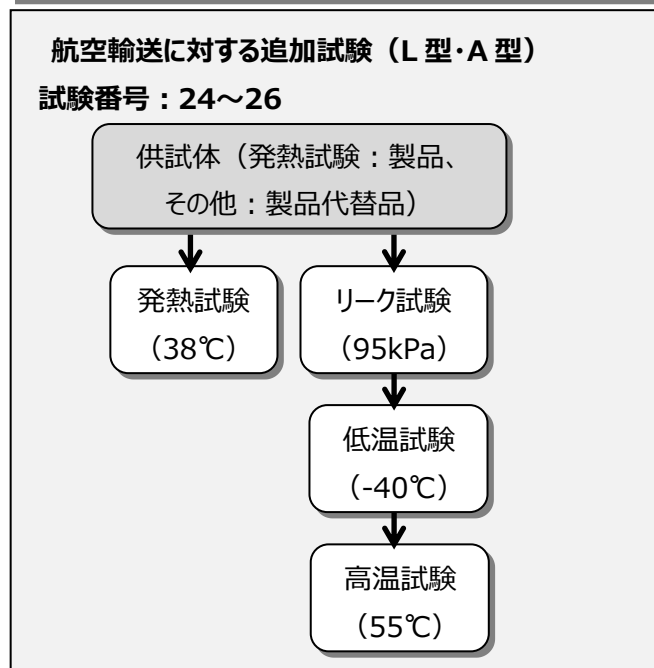 航空輸送に対する追加試験（L 型･A 型）
試験番号：24～26
供試体（発熱試験：製品、
その他：製品代替品）
発熱試験
（38℃）
リーク試験
（95kPa）
低温試験
（-40℃）
高温試験
（55℃）